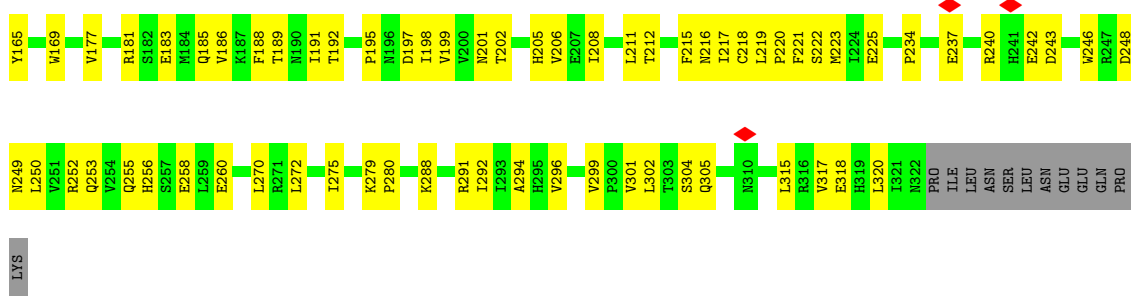 Y165 W169 V177 R181 S182 E183 M184 Q185 V186 K187 F188 T189 N190 I191 T192 P195 N196 D197 I198 V199 V200 N201 T202 H205 V206 E207 I208 L211 T212 F215 N216 I217 C218 L219 P220 F221 S222 M223 I224 E225 P234 E237 R240 H241 E242 D243 W246 R247 D248
N249 L250 V251 R252 Q253 V254 Q255 H256 S257 E258 L259 E260 L270 R271 L272 I275 K279 P280 K288 R291 I292 I293 A294 H295 V296 V299 P300 V301 L302 T303 S304 Q305 N310 L315 R316 V317 E318 H319 L320 I321 N322 PRO ILE LEU ASN SER LEU ASN GLU GLU GLN PRO
LYS